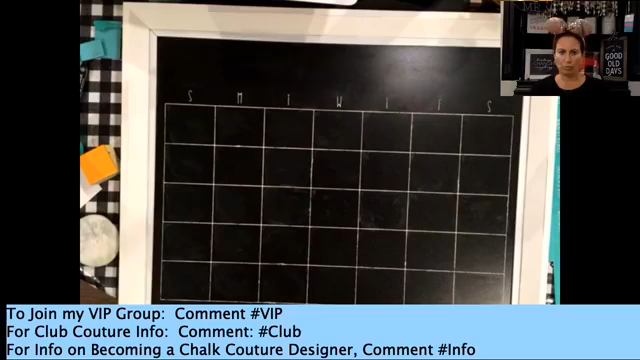 GOOD
OLD
DAYS
S M T W T F S
To Join my VIP Group:  Comment #VIP
For Club Couture Info:  Comment: #Club
For Info on Becoming a Chalk Couture Designer, Comment #Info